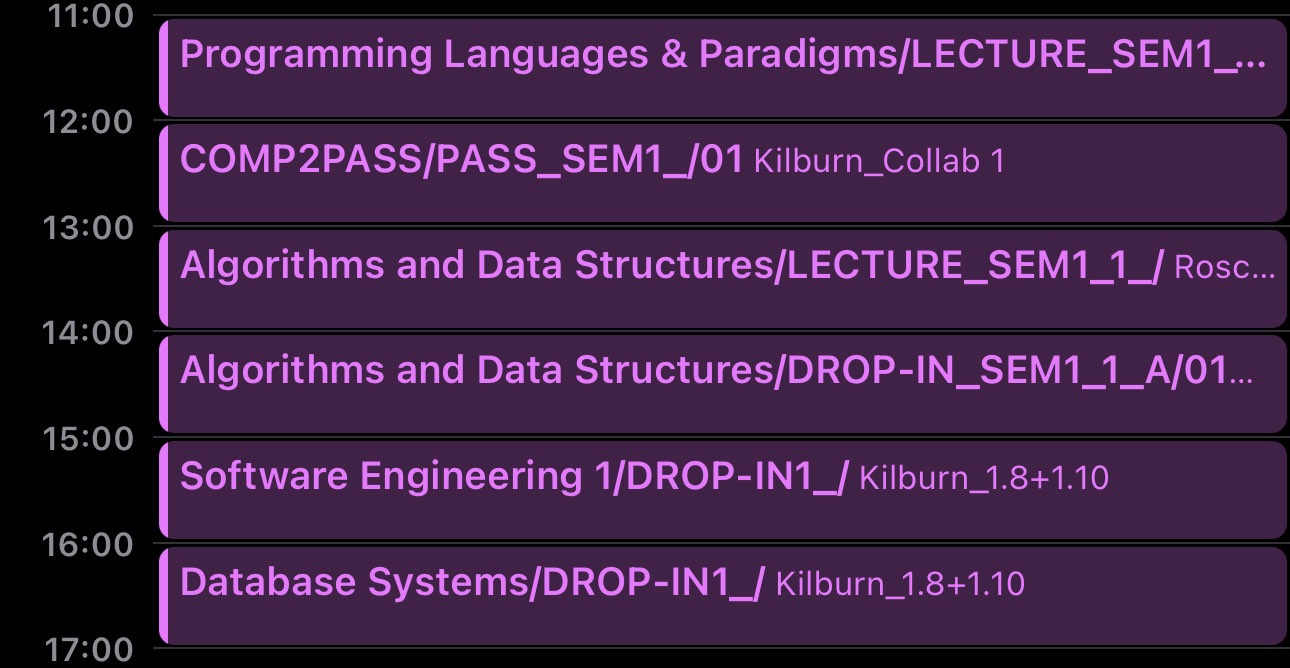 11:00
Programming Languages & Paradigms/LECTURE_SEM1_...
12:00
COMP2PASS/PASS_SEM1_/01 Kilburn_Collab 1
13:00
Algorithms and Data Structures/LECTURE_SEM1_1_/ Rosc...
14:00
Algorithms and Data Structures/DROP-IN_SEM1_1_A/01...
15:00
Software Engineering 1/DROP-IN1_/ Kilburn_1.8+1.10
16:00
Database Systems/DROP-IN1_/ Kilburn_1.8+1.10
17:00